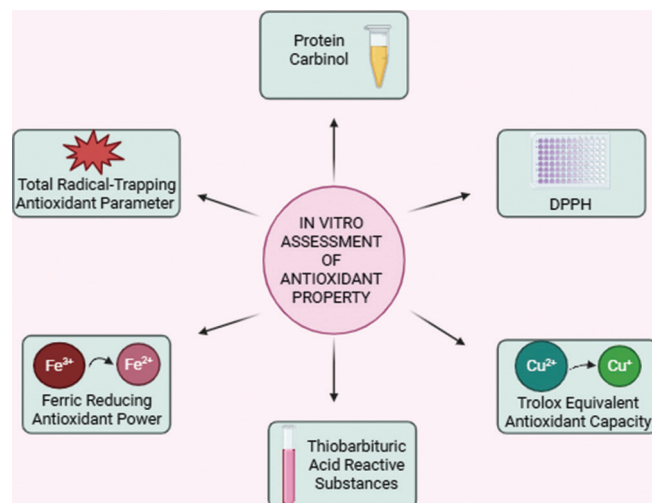 Protein
Carbinol
Total Radical-Trapping
Antioxidant Parameter
DPPH
IN VITRO
ASSESSMENT
OF
ANTIOXIDANT
PROPERTY
Fe³⁺
Fe²⁺
Ferric Reducing
Antioxidant Power
Cu²⁺
Cu⁺
Trolox Equivalent
Antioxidant Capacity
Thiobarbituric
Acid Reactive
Substances